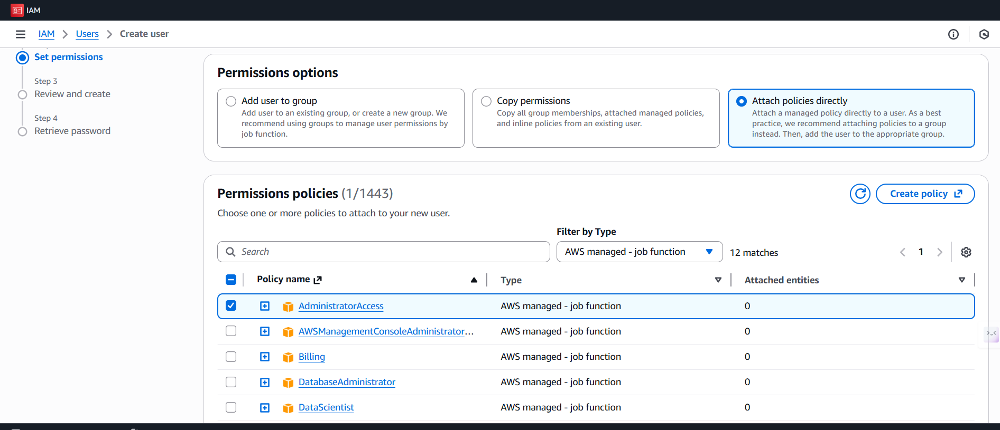 IAM
IAM > Users > Create user
Set permissions
Step 3
Review and create
Step 4
Retrieve password
Permissions options
Add user to group
Add user to an existing group, or create a new group. We
recommend using groups to manage user permissions by
job function.
Copy permissions
Copy all group memberships, attached managed policies,
and inline policies from an existing user.
Attach policies directly
Attach a managed policy directly to a user. As a best
practice, we recommend attaching policies to a group
instead. Then, add the user to the appropriate group.
Permissions policies (1/1443)
Create policy
Choose one or more policies to attach to your new user.
Filter by Type
Search
AWS managed - job function
12 matches
1
Policy name Type Attached entities
AdministratorAccess AWS managed - job function 0
AWSManagementConsoleAdministrator... AWS managed - job function 0
Billing AWS managed - job function 0
DatabaseAdministrator AWS managed - job function 0
DataScientist AWS managed - job function 0